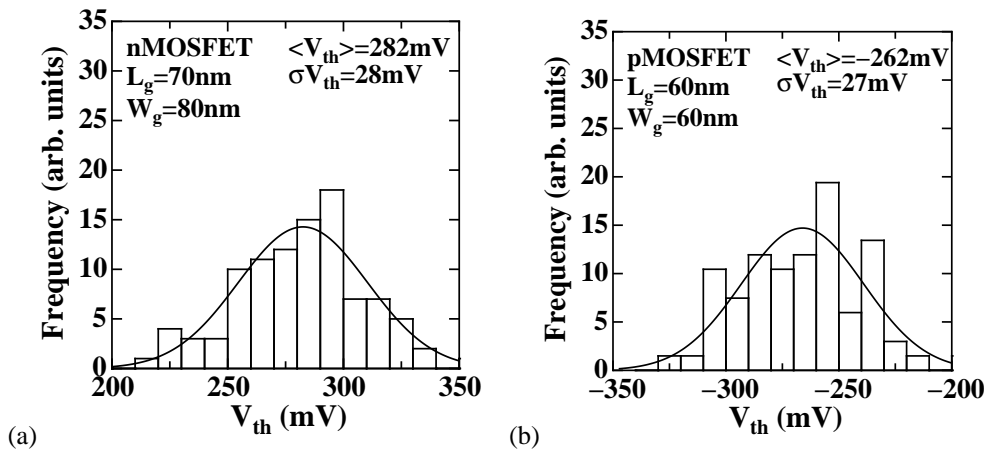 35
30
25
20
15
10
5
0
Frequency (arb. units)
nMOSFET
L_g=70nm
W_g=80nm
<V_th>=282mV
σV_th=28mV
200 250 300 350
V_th (mV)
(a)
35
30
25
20
15
10
5
0
Frequency (arb. units)
pMOSFET
L_g=60nm
W_g=60nm
<V_th>=−262mV
σV_th=27mV
−350 −300 −250 −200
V_th (mV)
(b)